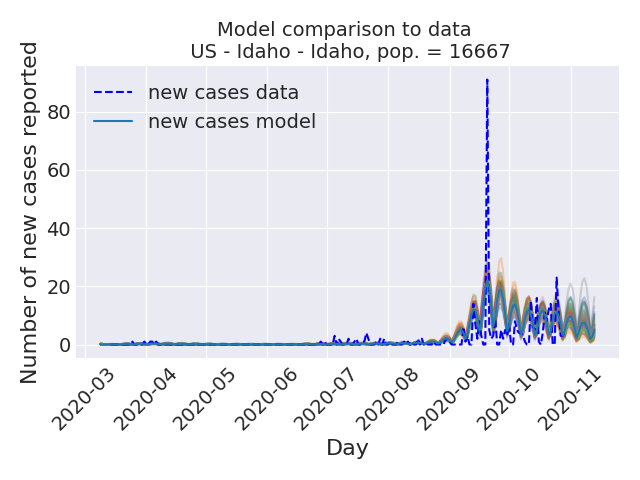 Model comparison to data
US - Idaho - Idaho, pop. = 16667
Number of new cases reported
new cases data
new cases model
80
60
40
20
0
2020-03
2020-04
2020-05
2020-06
2020-07
2020-08
2020-09
2020-10
2020-11
Day